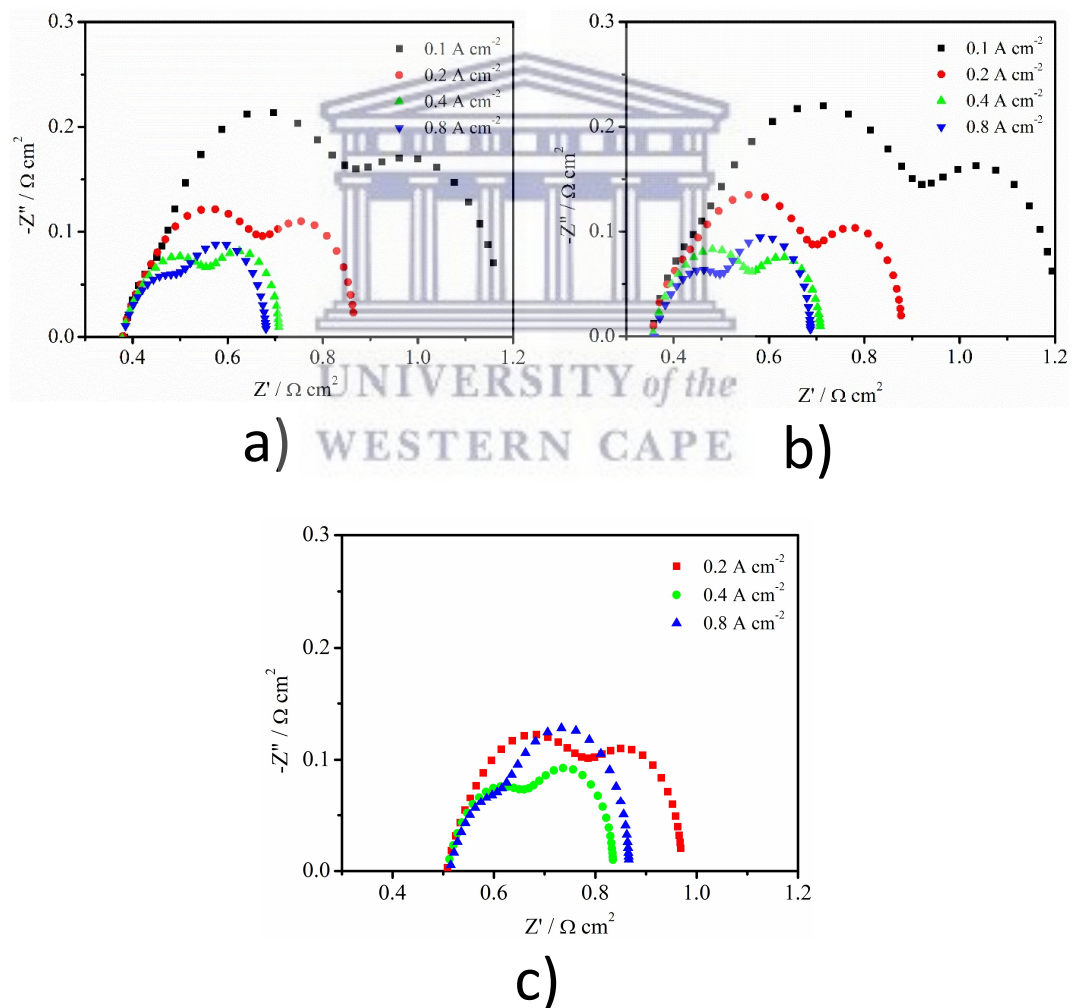 0.3
0.2
0.1
0.0
-Z" / Ω cm²
0.4 0.6 0.8 1.0 1.2
Z' / Ω cm²
0.1 A cm⁻²
0.2 A cm⁻²
0.4 A cm⁻²
0.8 A cm⁻²
a)
0.3
0.2
0.1
0.0
-Z" / Ω cm²
0.4 0.6 0.8 1.0 1.2
Z' / Ω cm²
0.1 A cm⁻²
0.2 A cm⁻²
0.4 A cm⁻²
0.8 A cm⁻²
b)
UNIVERSITY of the
WESTERN CAPE
0.3
0.2
0.1
0.0
-Z" / Ω cm²
0.4 0.6 0.8 1.0 1.2
Z' / Ω cm²
0.2 A cm⁻²
0.4 A cm⁻²
0.8 A cm⁻²
c)